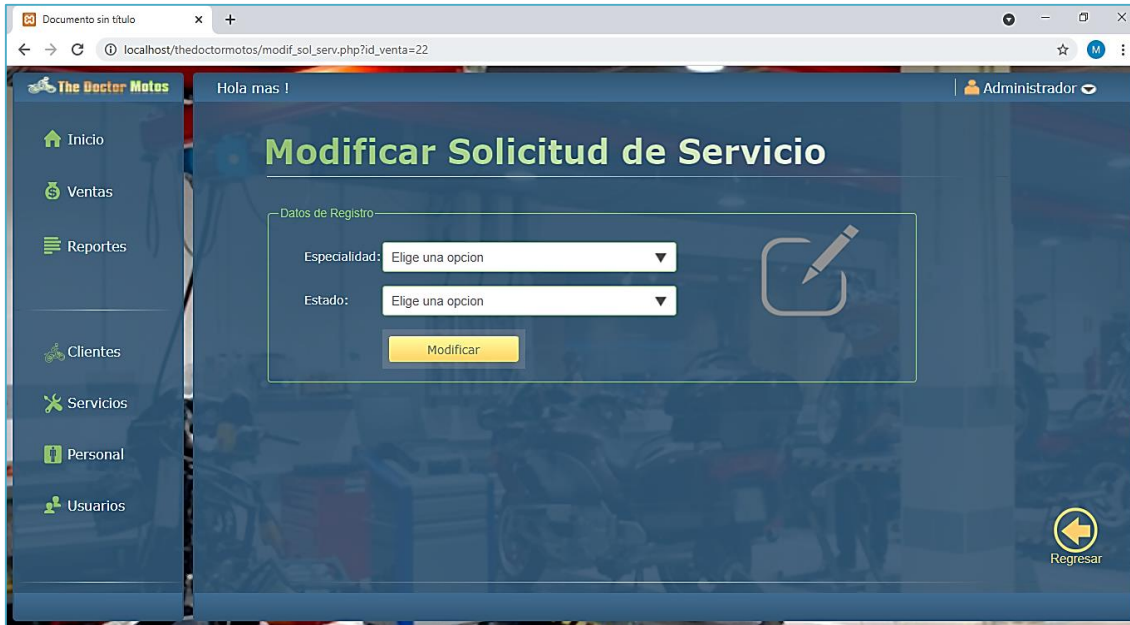 Documento sin título
localhost/thedoctormotos/modif_sol_serv.php?id_venta=22
M
The Doctor Motos
Hola mas !
Administrador
Inicio
Ventas
Reportes
Clientes
Servicios
Personal
Usuarios
Modificar Solicitud de Servicio
Datos de Registro
Especialidad: Elige una opcion
Estado: Elige una opcion
Modificar
Regresar